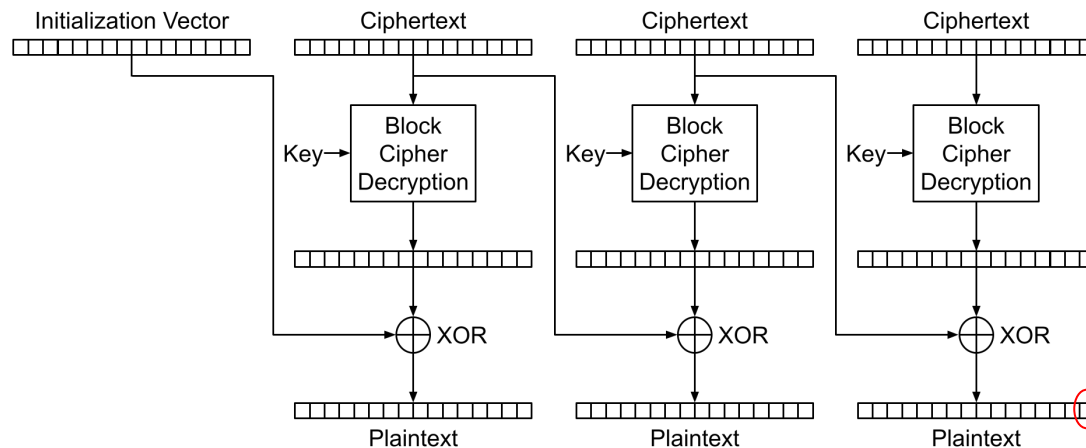 Initialization Vector
Ciphertext
Ciphertext
Ciphertext
Key
Block
Cipher
Decryption
Key
Block
Cipher
Decryption
Key
Block
Cipher
Decryption
XOR
XOR
XOR
Plaintext
Plaintext
Plaintext